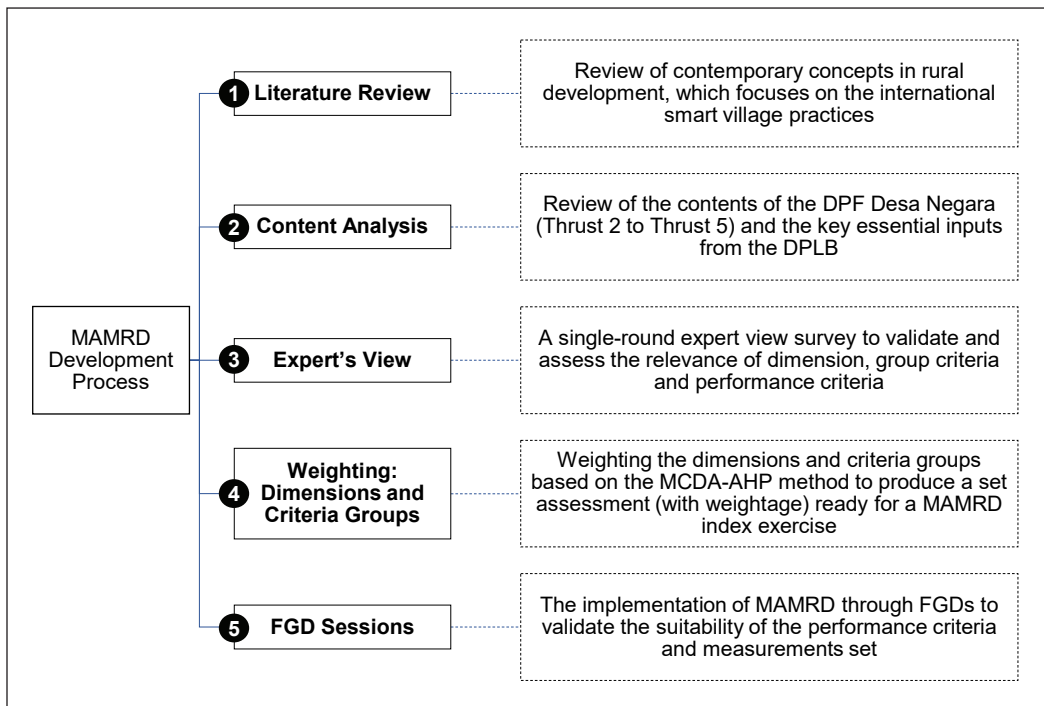 MAMRD
Development
Process
1
Literature Review
Review of contemporary concepts in rural
development, which focuses on the international
smart village practices
2
Content Analysis
Review of the contents of the DPF Desa Negara
(Thrust 2 to Thrust 5) and the key essential inputs
from the DPLB
3
Expert’s View
A single-round expert view survey to validate and
assess the relevance of dimension, group criteria
and performance criteria
4
Weighting:
Dimensions and
Criteria Groups
Weighting the dimensions and criteria groups
based on the MCDA-AHP method to produce a set
assessment (with weightage) ready for a MAMRD
index exercise
5
FGD Sessions
The implementation of MAMRD through FGDs to
validate the suitability of the performance criteria
and measurements set